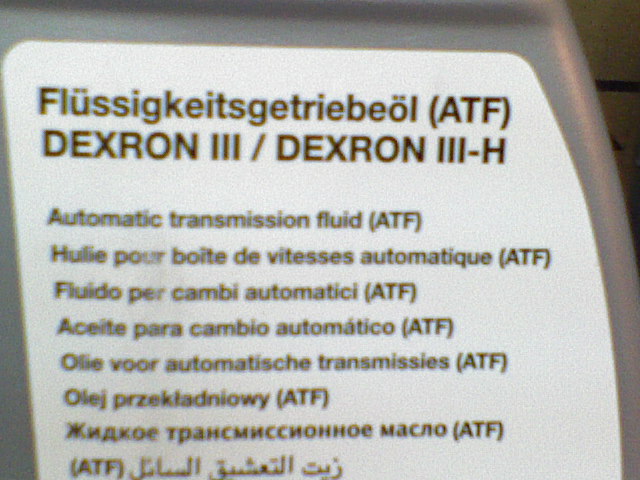 Flüssigkeitsgetriebeöl (ATF)
DEXRON III / DEXRON III-H
Automatic transmission fluid (ATF)
Hulie pour boîte de vitesses automatique (ATF)
Fluido per cambi automatici (ATF)
Aceite para cambio automático (ATF)
Olie voor automatische transmissies (ATF)
Olej przekładniowy (ATF)
Жидкое трансмиссионное масло (ATF)
زيت التعشيق السائل (ATF)